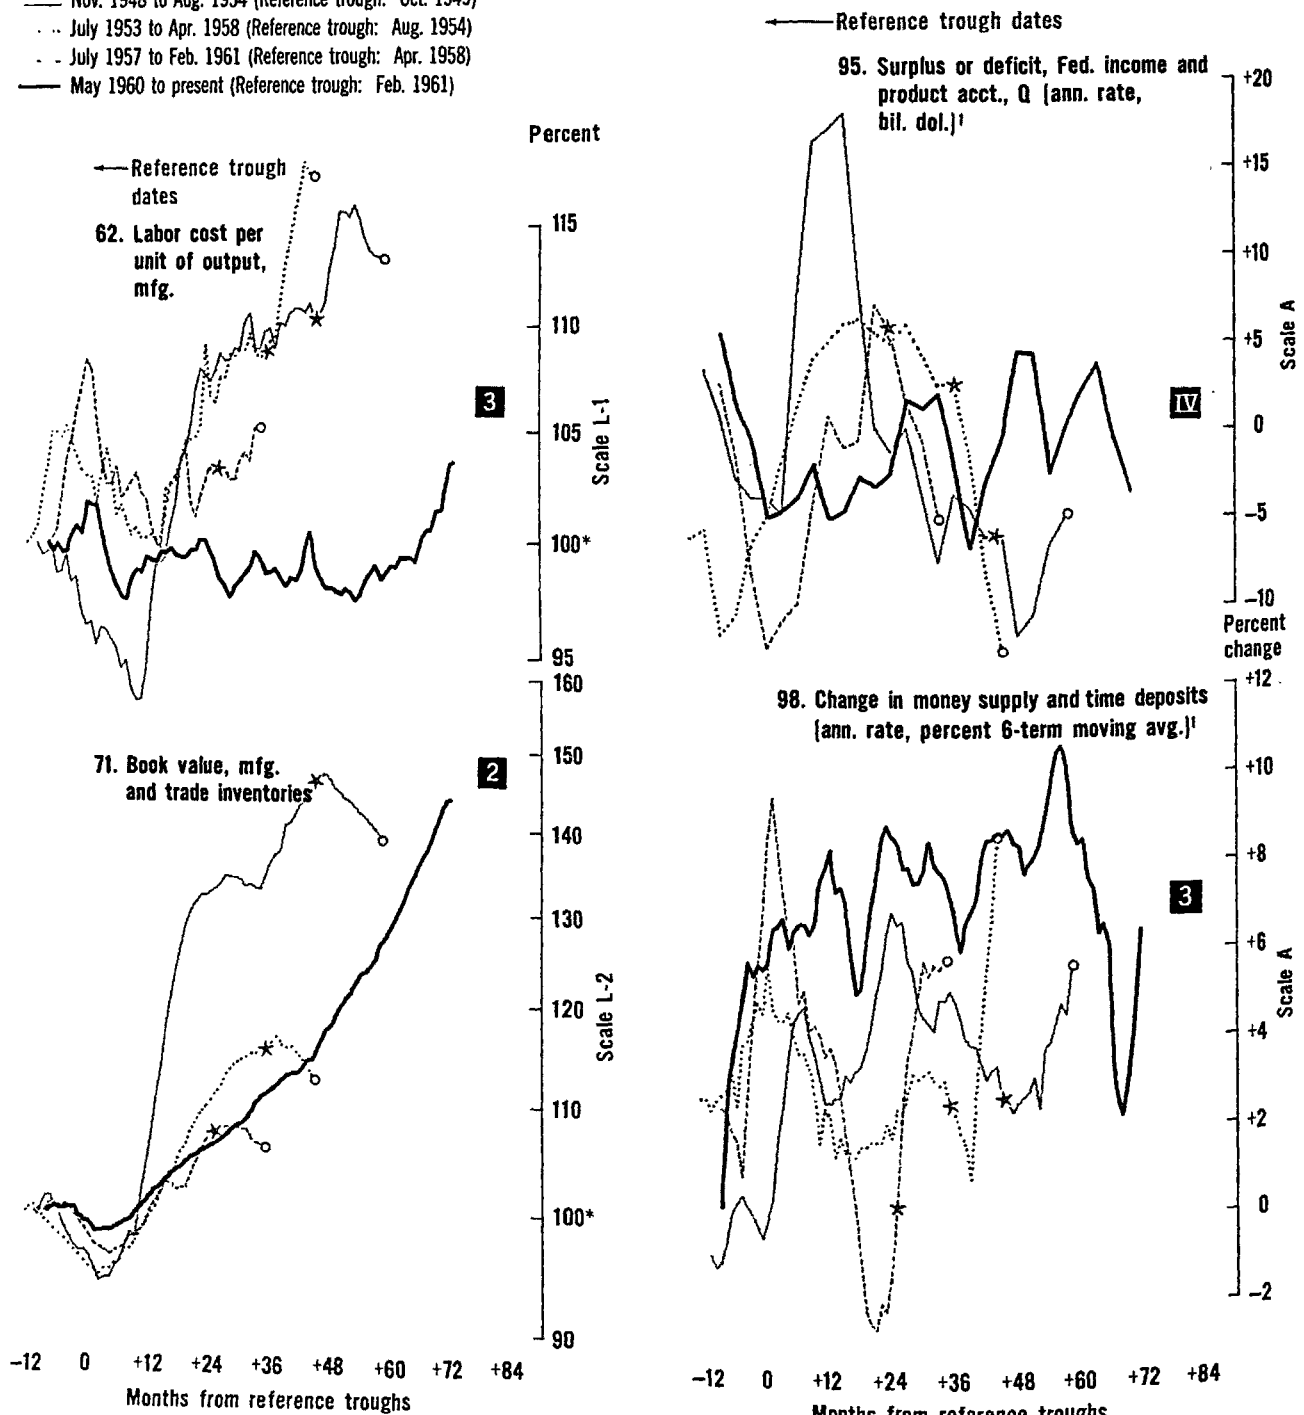 Nov. 1948 to Aug. 1954 (Reference trough: Oct. 1949)
July 1953 to Apr. 1958 (Reference trough: Aug. 1954)
July 1957 to Feb. 1961 (Reference trough: Apr. 1958)
May 1960 to present (Reference trough: Feb. 1961)
Percent
Reference trough
dates
62. Labor cost per
unit of output,
mfg.
115
110
3
105
Scale L-1
100*
95
160
71. Book value, mfg.
and trade inventories
2
150
140
130
120
Scale L-2
110
100*
90
-12 0 +12 +24 +36 +48 +60 +72 +84
Months from reference troughs
Reference trough dates
95. Surplus or deficit, Fed. income and
product acct., Q (ann. rate,
bil. dol.)¹
+20
+15
+10
+5
Scale A
IV
0
-5
-10
Percent
change
+12
98. Change in money supply and time deposits
(ann. rate, percent 6-term moving avg.)¹
+10
+8
3
+6
Scale A
+4
+2
0
-2
-12 0 +12 +24 +36 +48 +60 +72 +84
Months from reference troughs